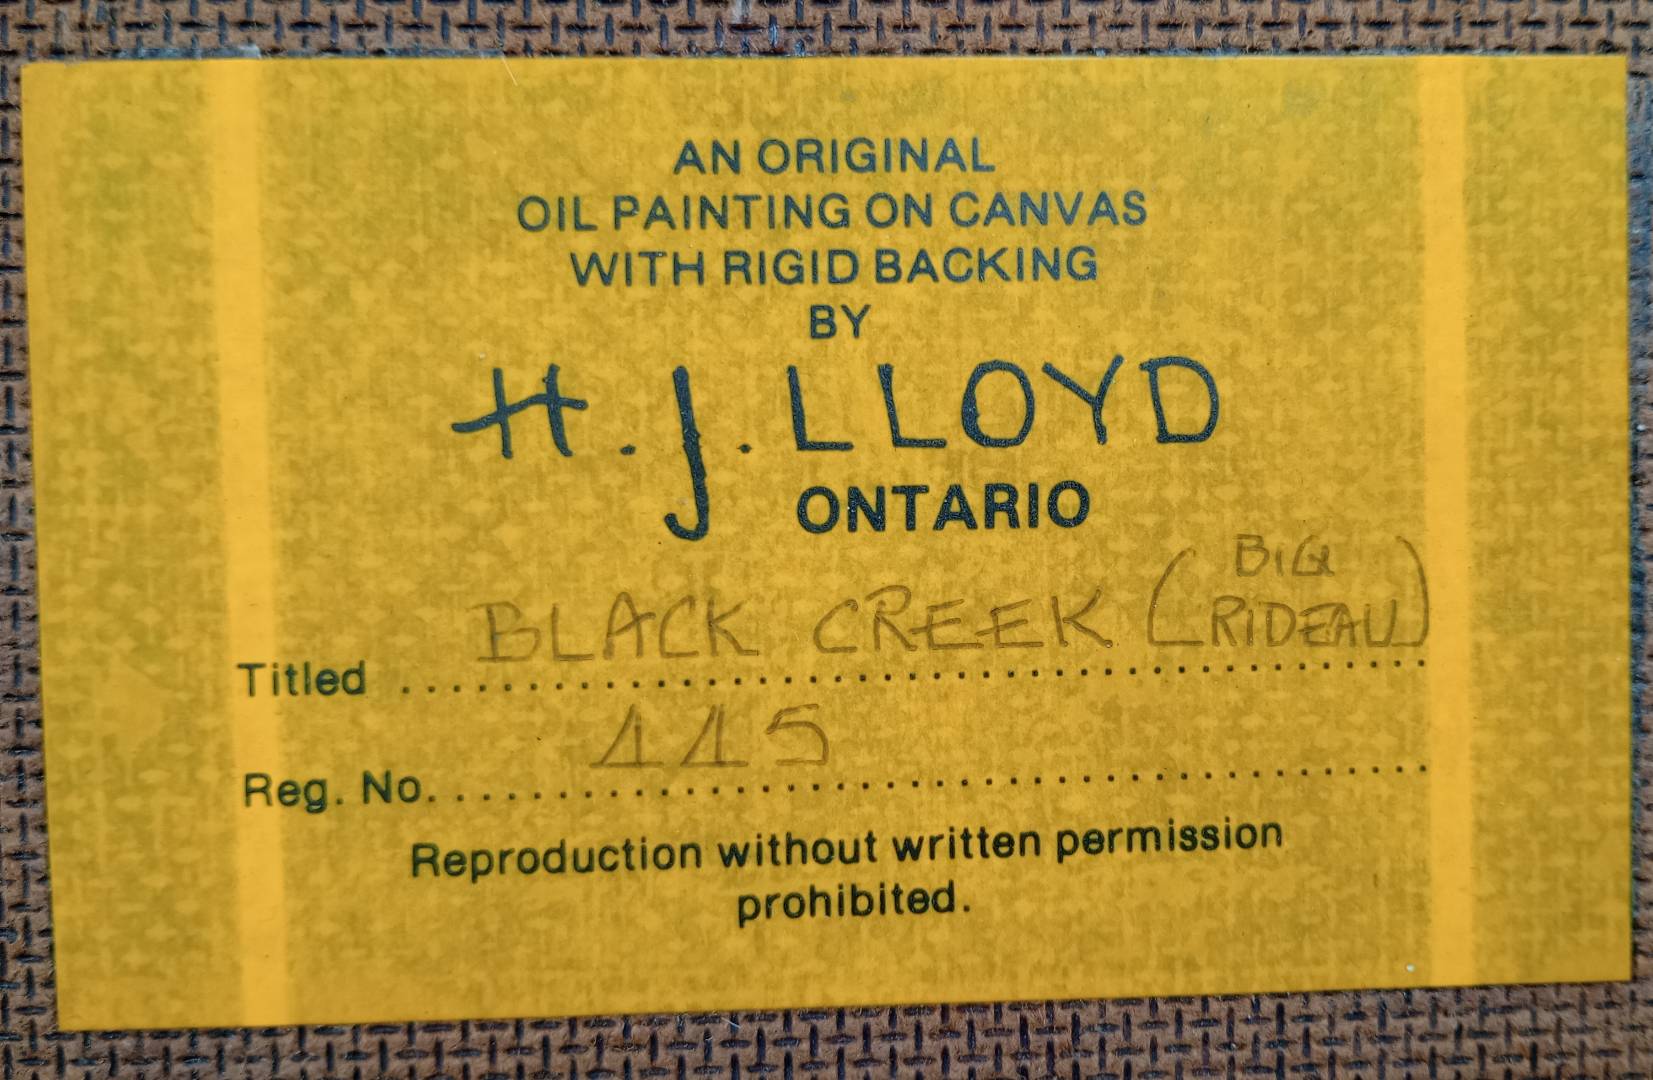 AN ORIGINAL
OIL PAINTING ON CANVAS
WITH RIGID BACKING
BY
H.J.LLOYD
ONTARIO
Titled BLACK CREEK (BIG RIDEAU)
Reg. No. 115
Reproduction without written permission
prohibited.